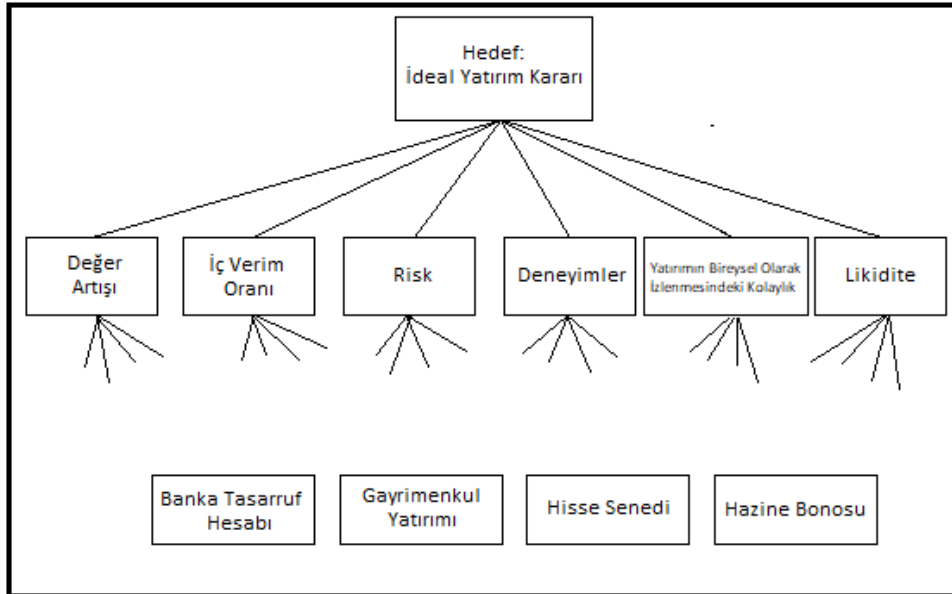 Hedef:
İdeal Yatırım Kararı
Değer
Artışı
İç Verim
Oranı
Risk
Deneyimler
Yatırımın Bireysel Olarak
İzlenmesindeki Kolaylık
Likidite
Banka Tasarruf
Hesabı
Gayrimenkul
Yatırımı
Hisse Senedi
Hazine Bonosu